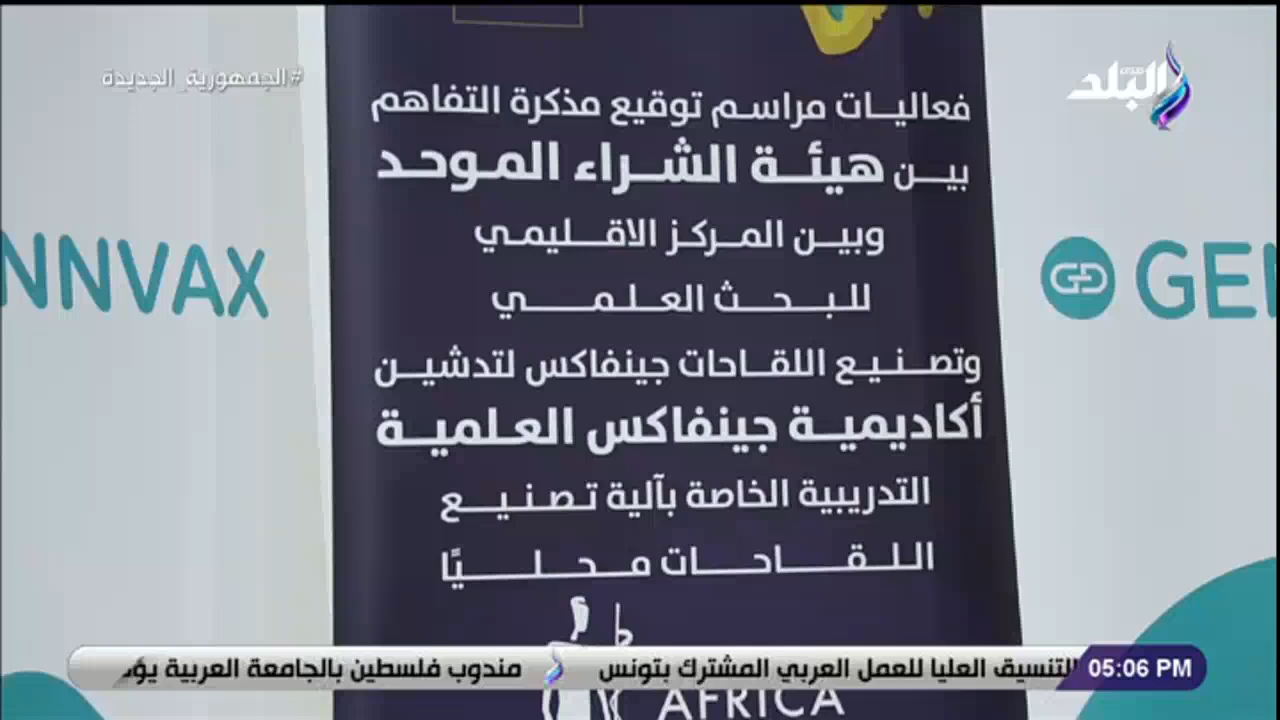 #الجمهورية_الجديدة
صدى البلد
فعاليات مراسم توقيع مذكرة التفاهم
بين هيئة الشراء الموحد
وبين المركز الاقليمي
للبحث العلمي
وتصنيع اللقاحات جينفاكس لتدشين
أكاديمية جينفاكس العلمية
التدريبية الخاصة بآلية تصنيع
اللقاحات محليًا
NNVAX
GEN
AFRICA
05:06 PM
التنسيق العليا للعمل العربي المشترك بتونس
مندوب فلسطين بالجامعة العربية